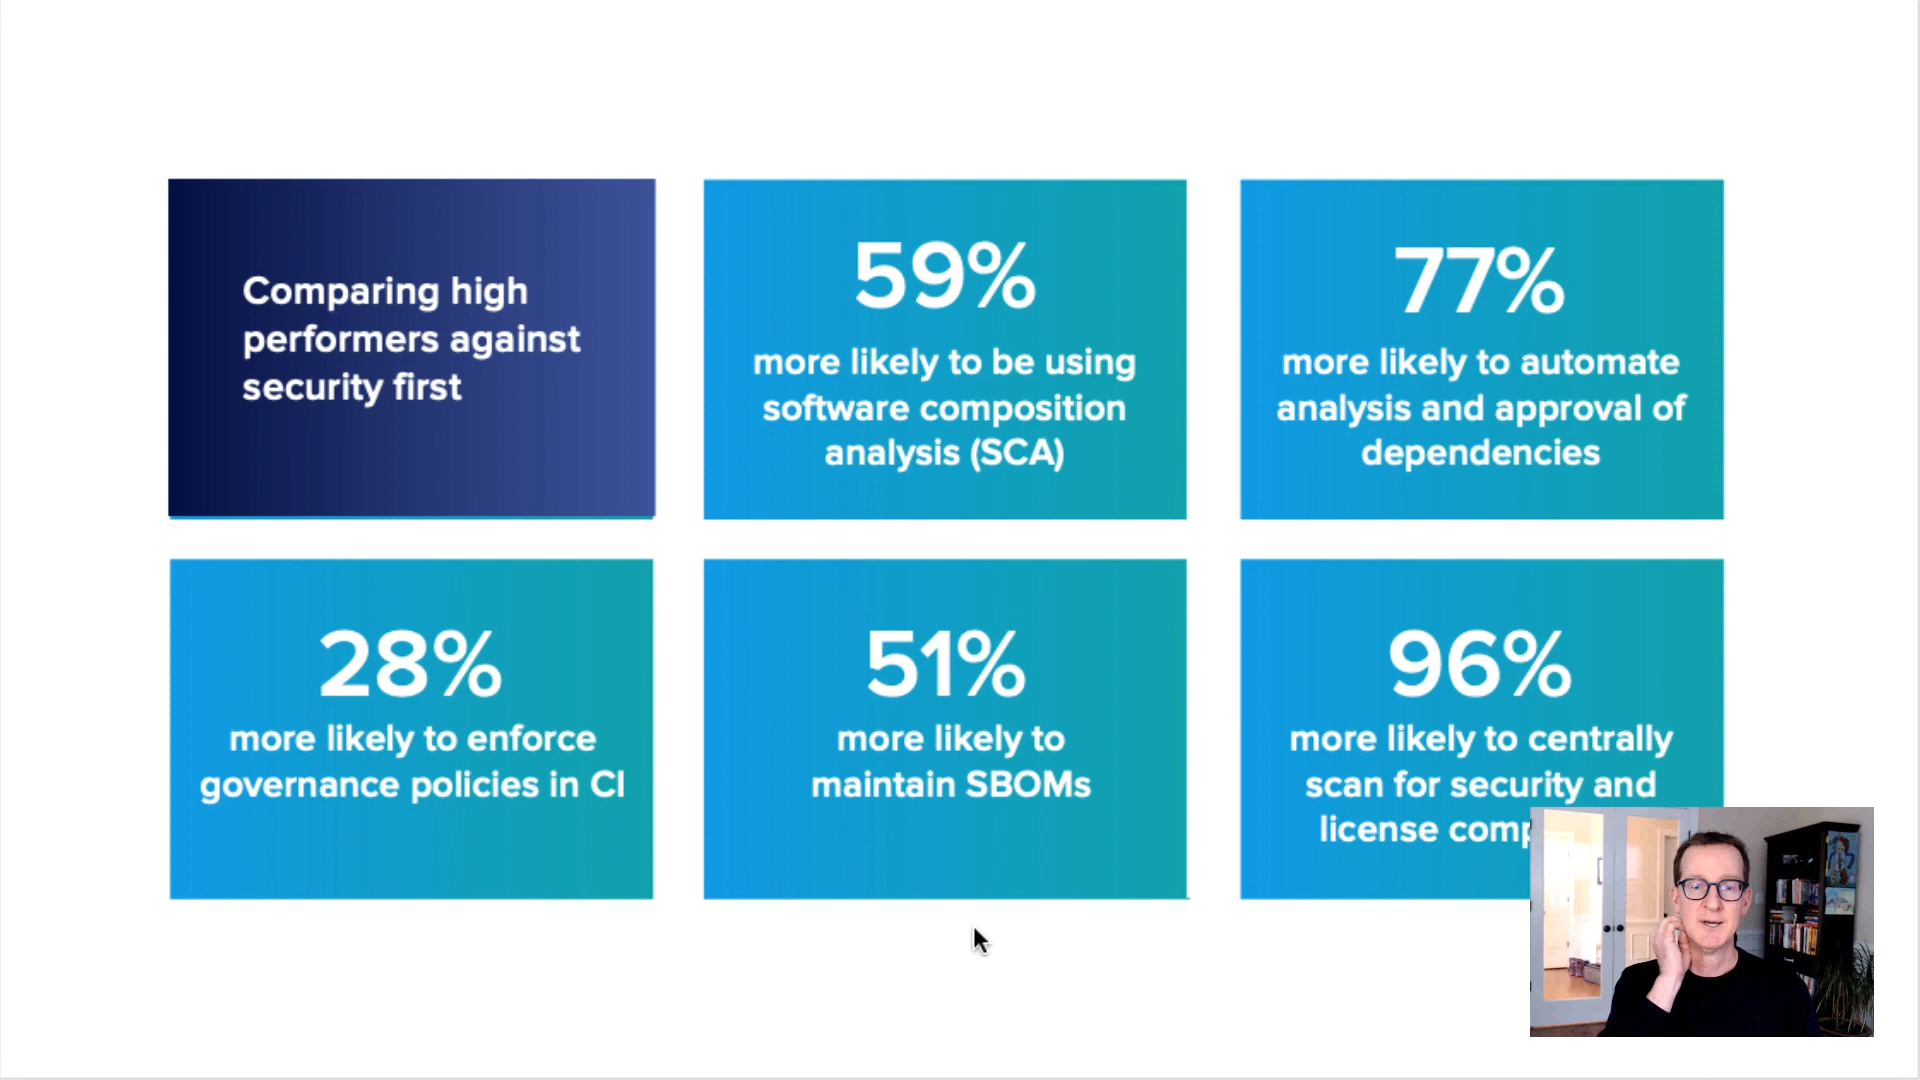 Comparing high
performers against
security first
59%
more likely to be using
software composition
analysis (SCA)
77%
more likely to automate
analysis and approval of
dependencies
28%
more likely to enforce
governance policies in CI
51%
more likely to
maintain SBOMs
96%
more likely to centrally
scan for security and
license